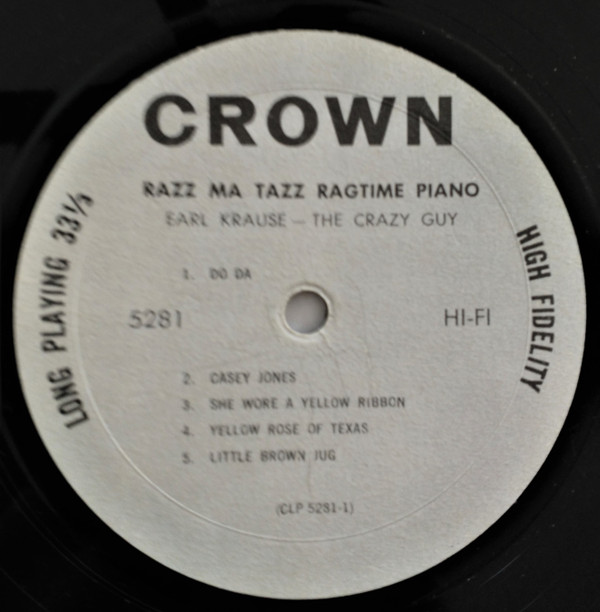 CROWN
RAZZ MA TAZZ RAGTIME PIANO
EARL KRAUSE — THE CRAZY GUY
1. DO DA
5281
HI-FI
LONG PLAYING 33⅓
HIGH FIDELITY
2. CASEY JONES
3. SHE WORE A YELLOW RIBBON
4. YELLOW ROSE OF TEXAS
5. LITTLE BROWN JUG
(CLP 5281-1)